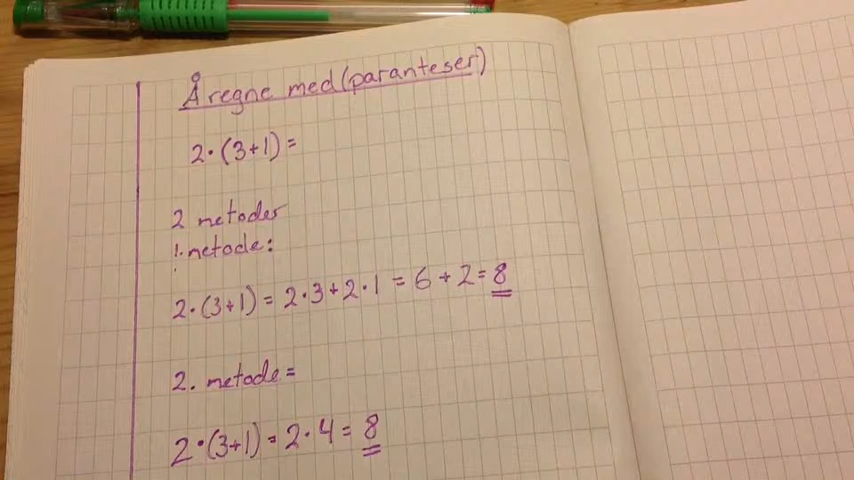 Å regne med (paranteser)
2·(3+1)=
2 metoder
1. metode:
2·(3+1) = 2·3+2·1 = 6+2=8
2. metode=
2·(3+1) = 2·4 = 8